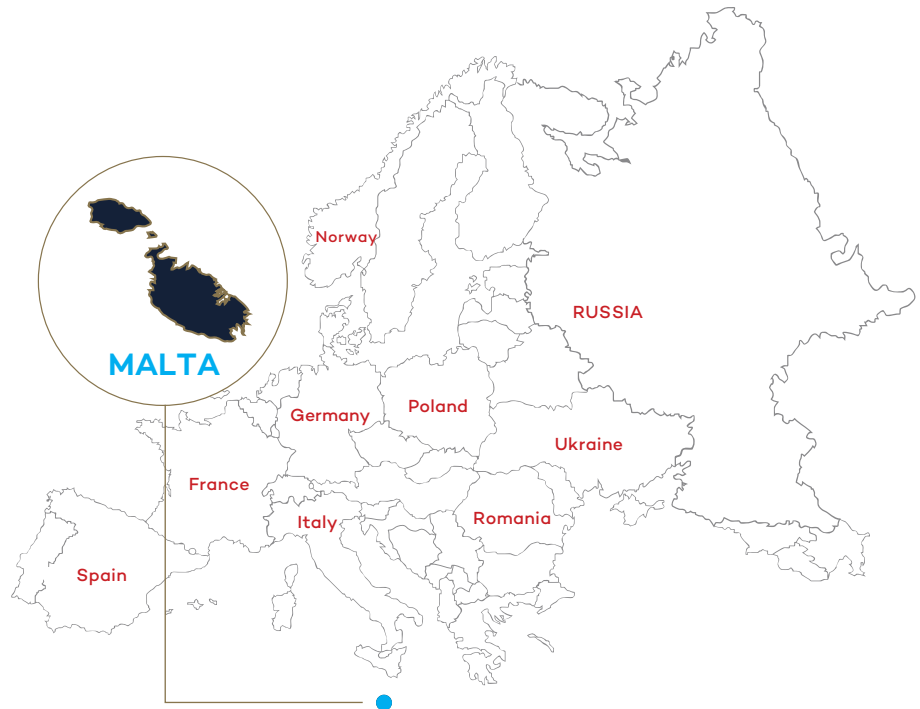 Norway
RUSSIA
MALTA
Germany
Poland
Ukraine
France
Italy
Romania
Spain